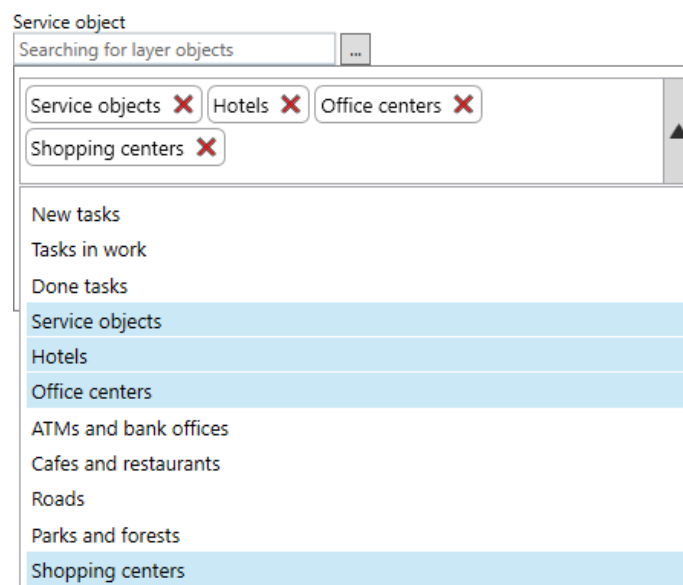 Service object
Searching for layer objects ...
Service objects Hotels Office centers
Shopping centers
New tasks
Tasks in work
Done tasks
Service objects
Hotels
Office centers
ATMs and bank offices
Cafes and restaurants
Roads
Parks and forests
Shopping centers